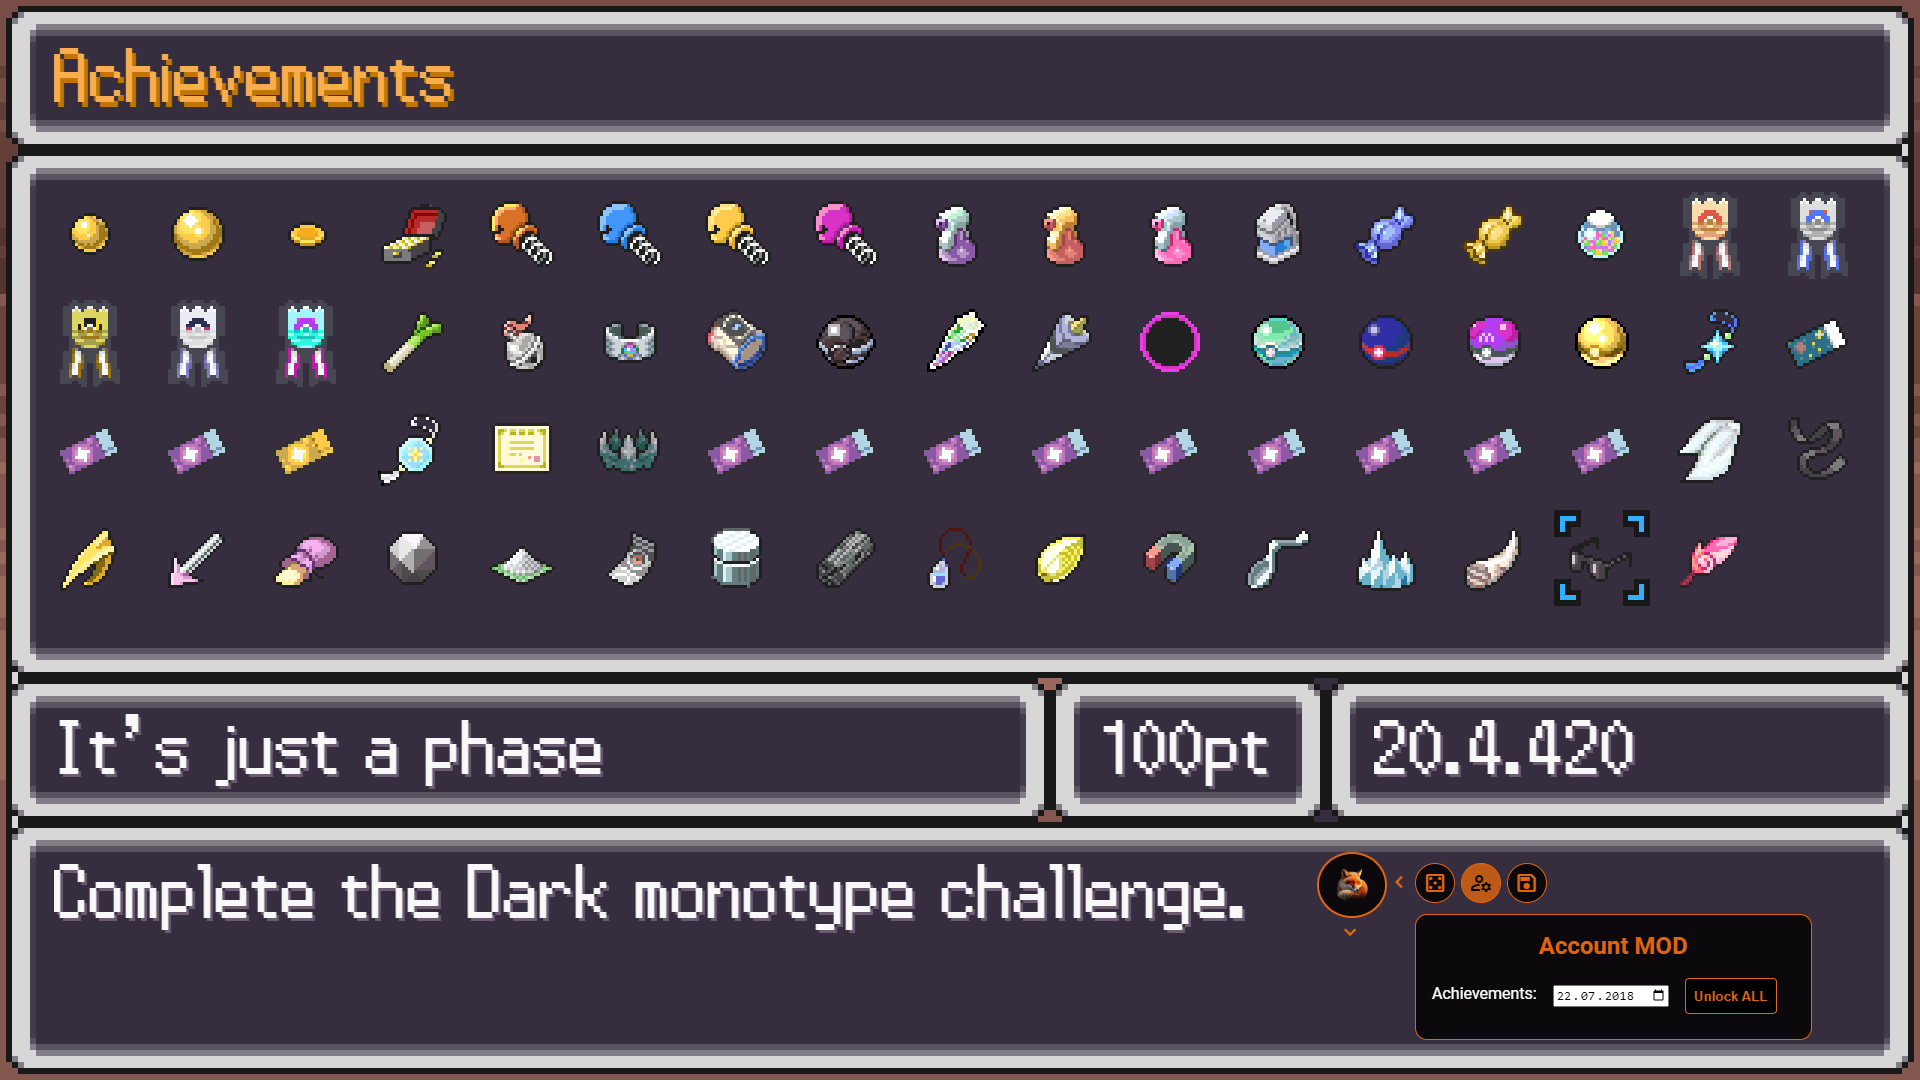 Achievements
It's just a phase
100pt
20.4.420
Complete the Dark monotype challenge.
Account MOD
Achievements:
22.07.2018
Unlock ALL